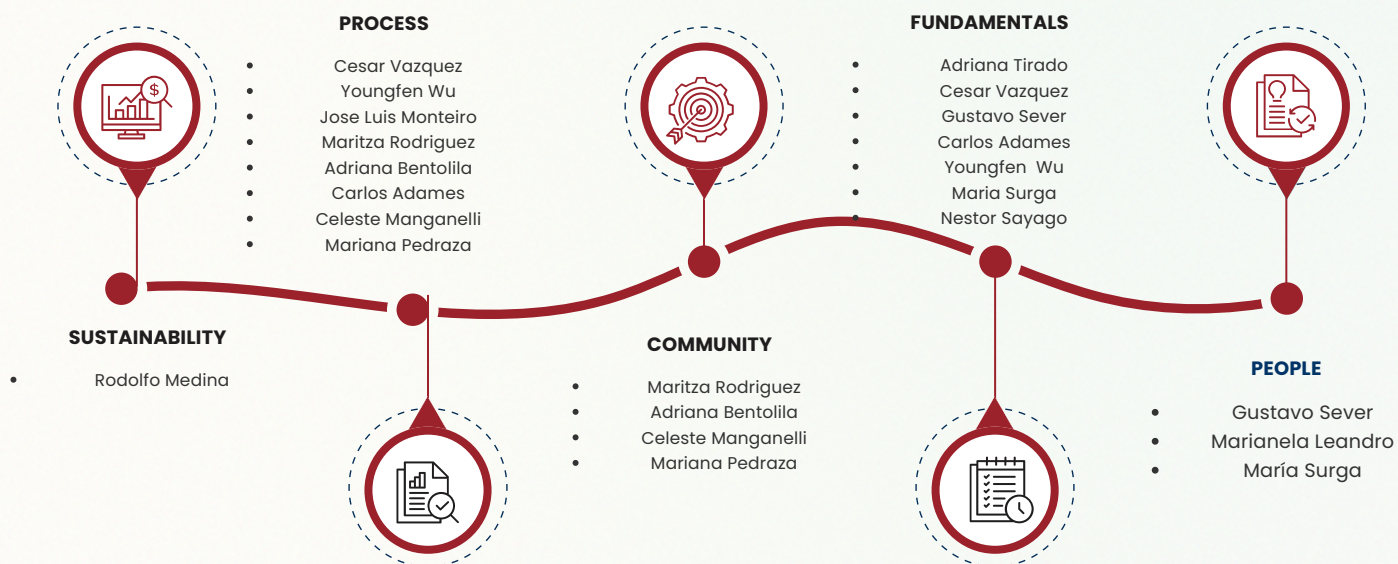 PROCESS
• Cesar Vazquez
• Youngfen Wu
• Jose Luis Monteiro
• Maritza Rodriguez
• Adriana Bentolila
• Carlos Adames
• Celeste Manganelli
• Mariana Pedraza
FUNDAMENTALS
• Adriana Tirado
• Cesar Vazquez
• Gustavo Sever
• Carlos Adames
• Youngfen Wu
• Maria Surga
• Nestor Sayago
SUSTAINABILITY
• Rodolfo Medina
COMMUNITY
• Maritza Rodriguez
• Adriana Bentolila
• Celeste Manganelli
• Mariana Pedraza
PEOPLE
• Gustavo Sever
• Marianela Leandro
• María Surga
$